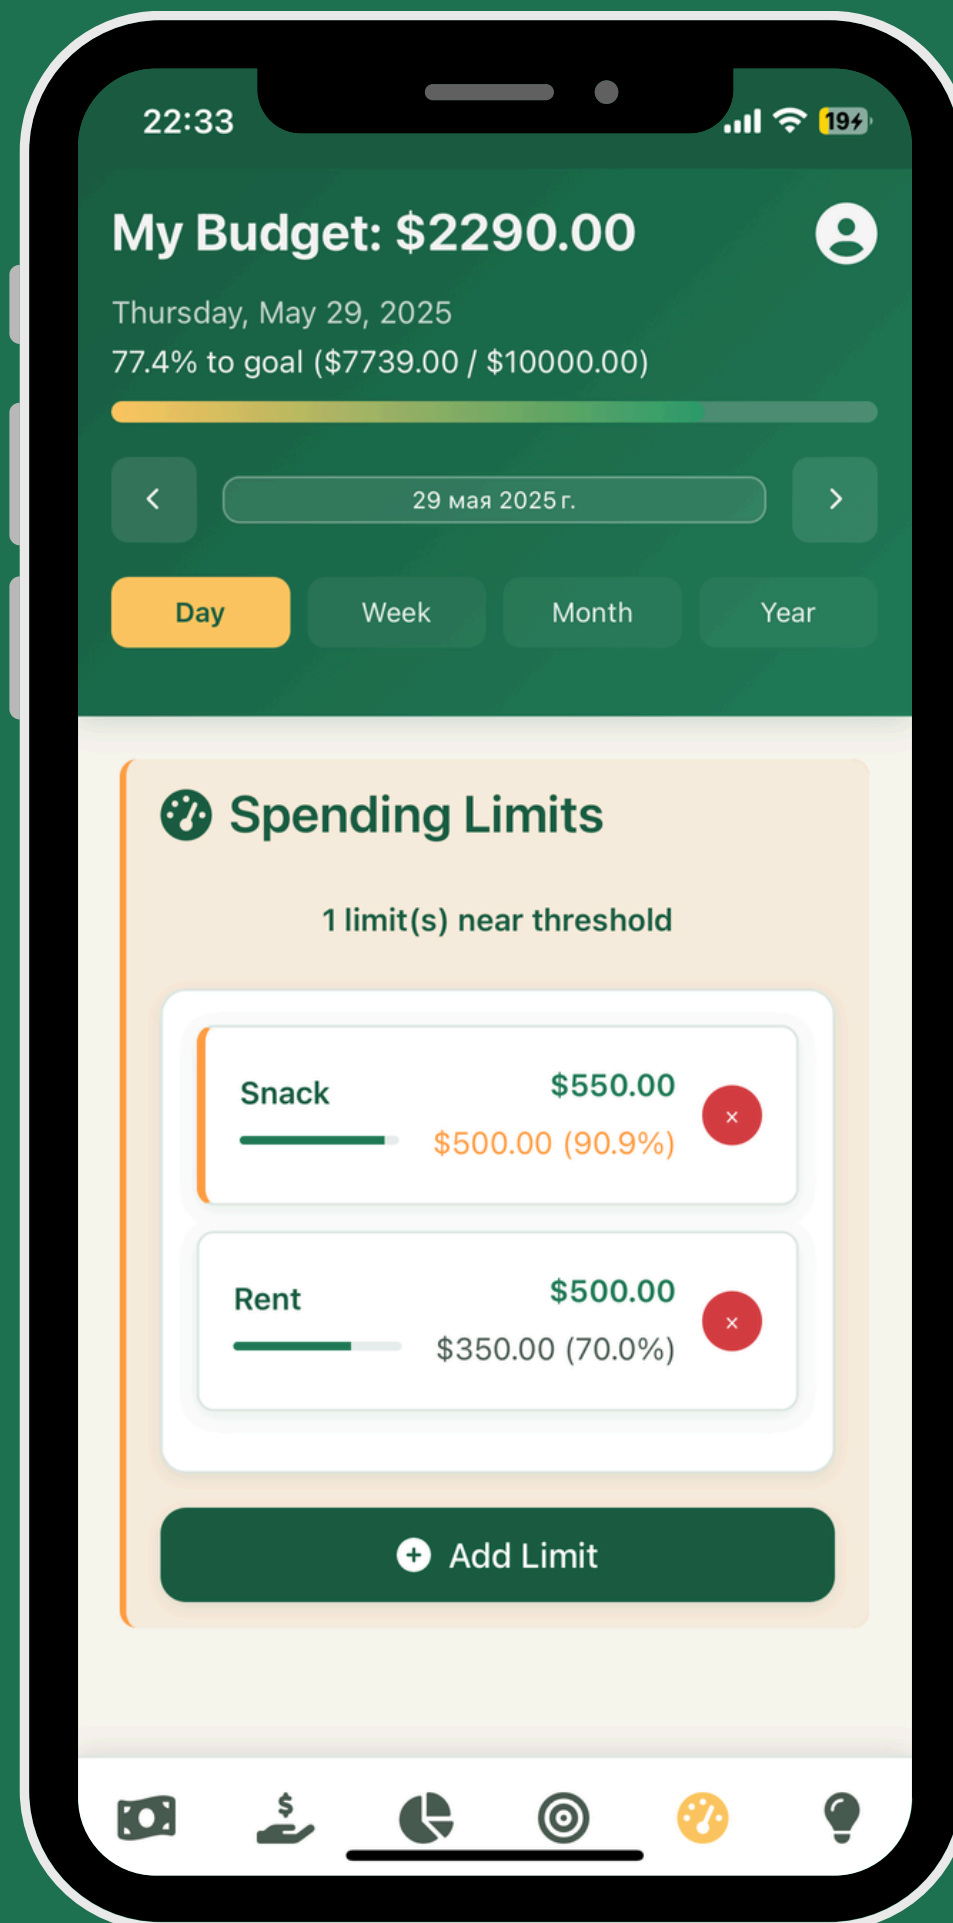 22:33
19
My Budget: $2290.00
Thursday, May 29, 2025
77.4% to goal ($7739.00 / $10000.00)
29 мая 2025 г.
Day Week Month Year
Spending Limits
1 limit(s) near threshold
Snack $550.00
$500.00 (90.9%)
×
Rent $500.00
$350.00 (70.0%)
×
Add Limit